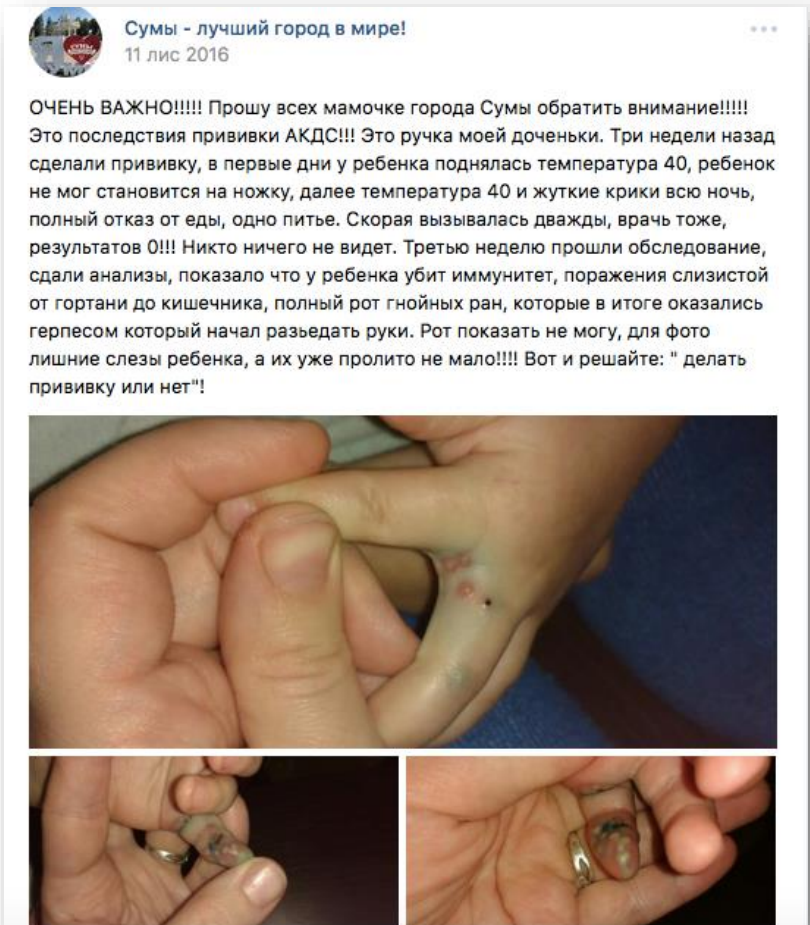 Сумы - лучший город в мире!
11 лис 2016
ОЧЕНЬ ВАЖНО!!!!! Прошу всех мамочке города Сумы обратить внимание!!!!!
Это последствия прививки АКДС!!! Это ручка моей доченьки. Три недели назад
сделали прививку, в первые дни у ребенка поднялась температура 40, ребенок
не мог становится на ножку, далее температура 40 и жуткие крики всю ночь,
полный отказ от еды, одно питье. Скорая вызывалась дважды, врачь тоже,
результатов 0!!! Никто ничего не видет. Третью неделю прошли обследование,
сдали анализы, показало что у ребенка убит иммунитет, поражения слизистой
от гортани до кишечника, полный рот гнойных ран, которые в итоге оказались
герпесом который начал разьедать руки. Рот показать не могу, для фото
лишние слезы ребенка, а их уже пролито не мало!!!! Вот и решайте: " делать
прививку или нет"!